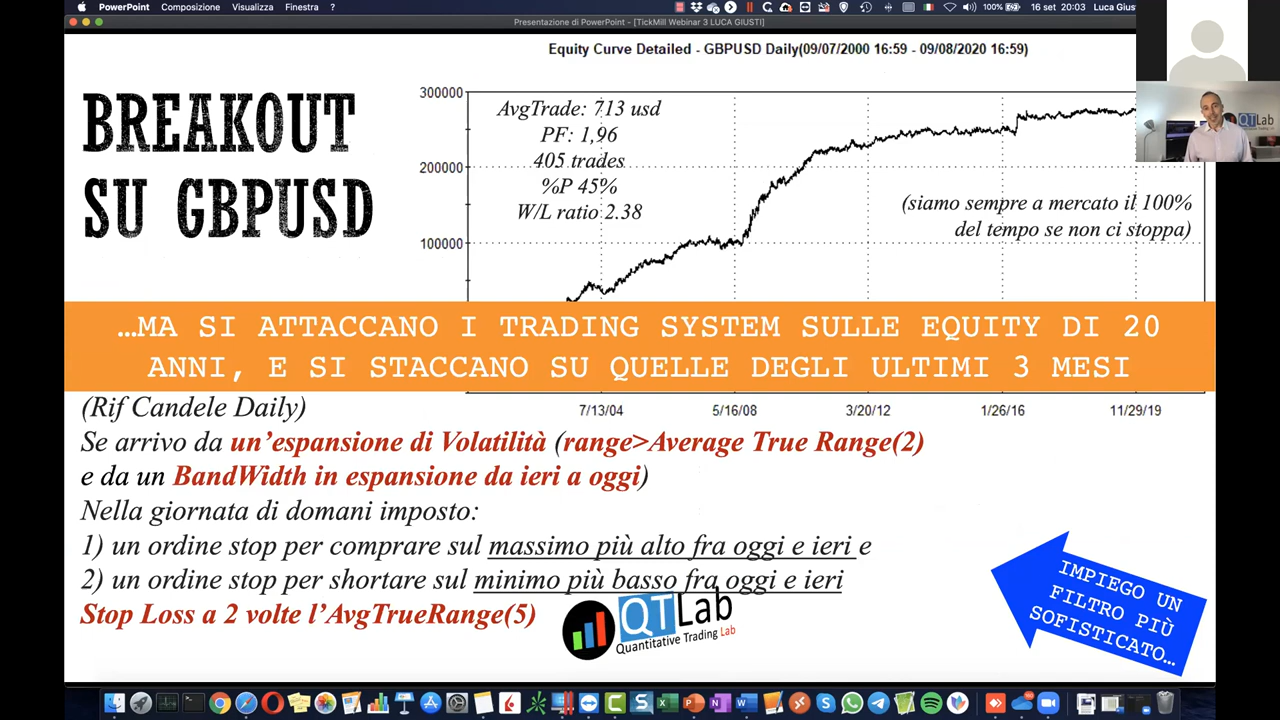 PowerPoint Composizione Visualizza Finestra ? 100% 16 set 20:03 Luca Gius
Presentazione di PowerPoint - [TickMill Webinar 3 LUCA GIUSTI]
Equity Curve Detailed - GBPUSD Daily(09/07/2000 16:59 - 09/08/2020 16:59)
BREAKOUT
SU GBPUSD
300000
200000
100000
AvgTrade: 713 usd
PF: 1,96
405 trades
%P 45%
W/L ratio 2.38
(siamo sempre a mercato il 100%
del tempo se non ci stoppa)
QTLab
…MA SI ATTACCANO I TRADING SYSTEM SULLE EQUITY DI 20
ANNI, E SI STACCANO SU QUELLE DEGLI ULTIMI 3 MESI
7/13/04 5/16/08 3/20/12 1/26/16 11/29/19
(Rif Candele Daily)
Se arrivo da un’espansione di Volatilità (range>Average True Range(2)
e da un BandWidth in espansione da ieri a oggi)
Nella giornata di domani imposto:
1) un ordine stop per comprare sul massimo più alto fra oggi e ieri e
2) un ordine stop per shortare sul minimo più basso fra oggi e ieri
Stop Loss a 2 volte l’AvgTrueRange(5)
QTLab
Quantitative Trading Lab
IMPIEGO UN
FILTRO PIÙ
SOFISTICATO…